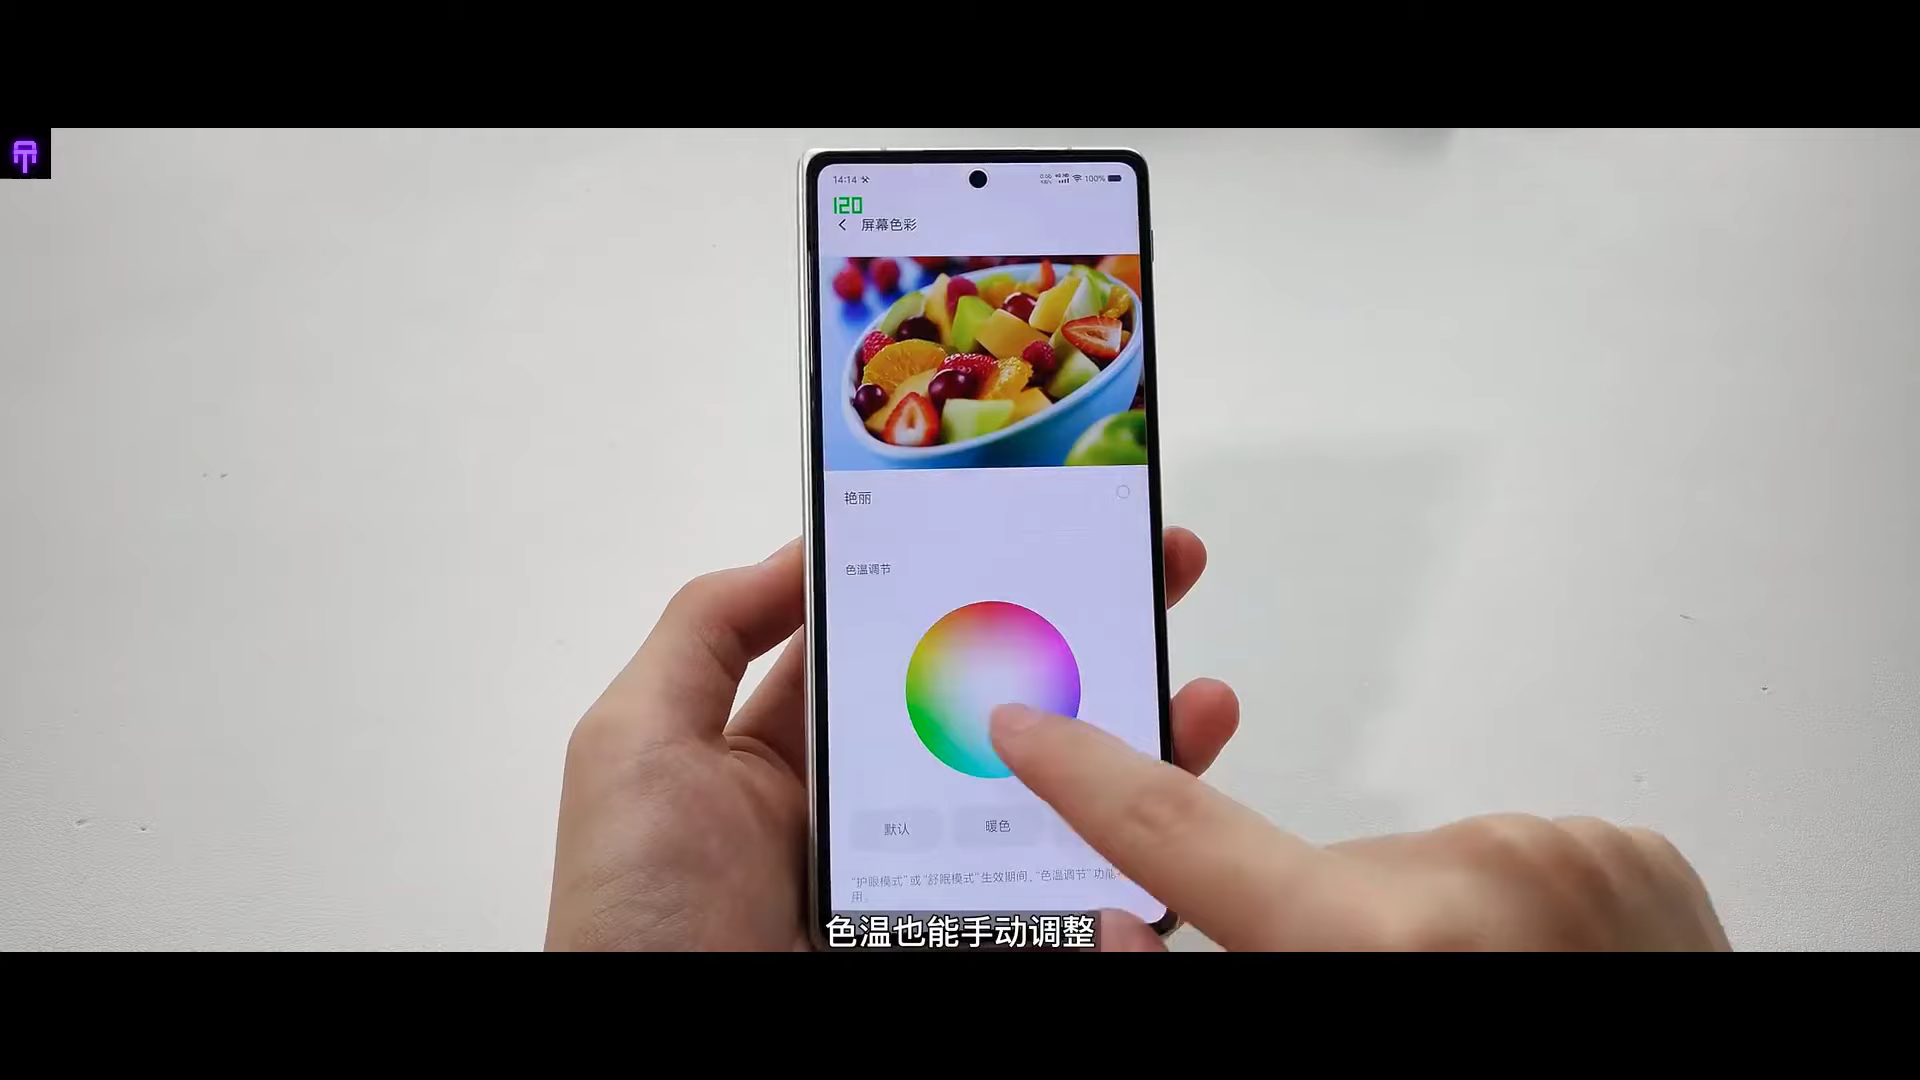 14:14
100%
120
屏幕色彩
艳丽
色温调节
默认
暖色
“护眼模式”或“舒眠模式”生效期间，“色温调节”功能
用。
色温也能手动调整